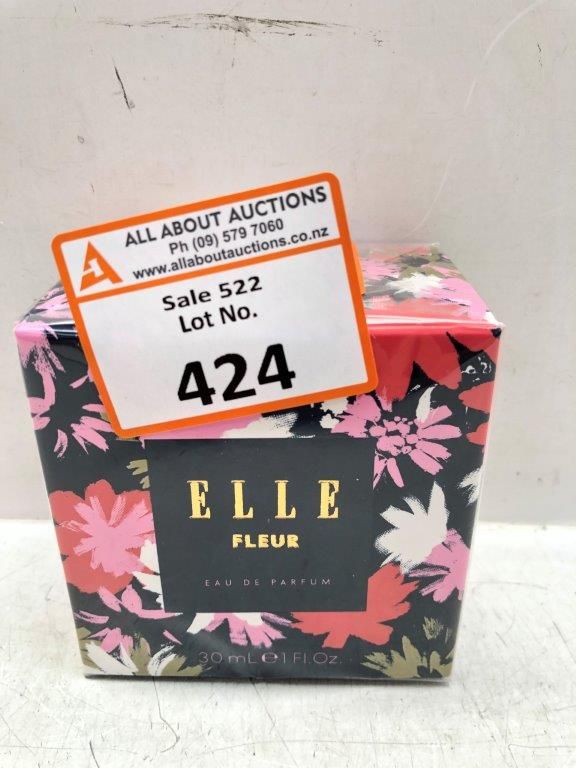 ALL ABOUT AUCTIONS
Ph (09) 579 7060
www.allaboutauctions.co.nz
Sale 522
Lot No.
424
ELLE
FLEUR
EAU DE PARFUM
30 mL ℮ 1 Fl.Oz.